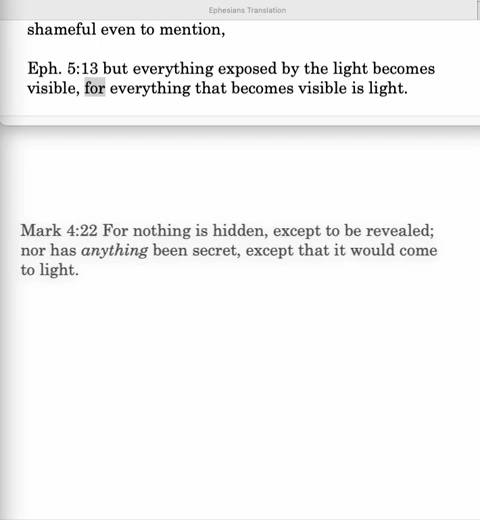 Ephesians Translation
shameful even to mention,
Eph. 5:13 but everything exposed by the light becomes
visible, for everything that becomes visible is light.
Mark 4:22 For nothing is hidden, except to be revealed;
nor has anything been secret, except that it would come
to light.